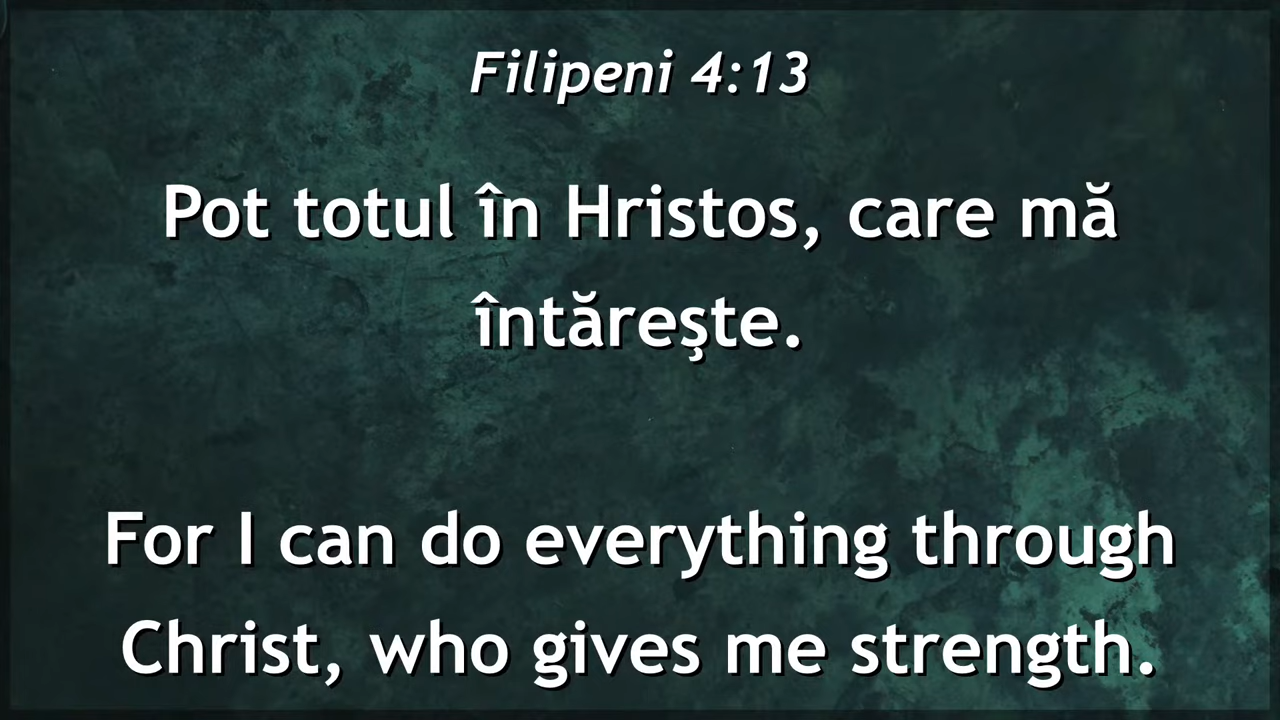 Filipeni 4:13
Pot totul în Hristos, care mă
întăreşte.
For I can do everything through
Christ, who gives me strength.